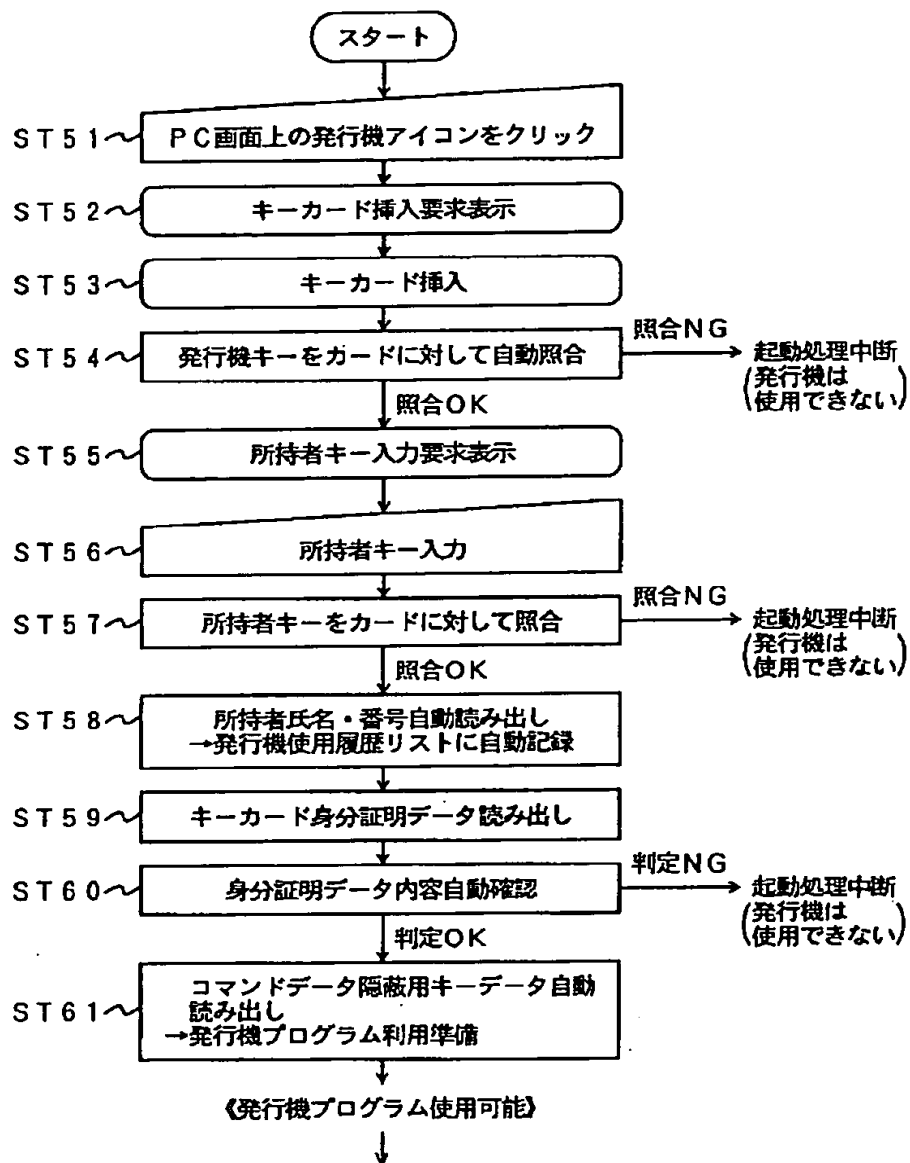 スタート
ST51 PC画面上の発行機アイコンをクリック
ST52 キーカード挿入要求表示
ST53 キーカード挿入
ST54 発行機キーをカードに対して自動照合
照合NG
起動処理中断
(発行機は
使用できない)
照合OK
ST55 所持者キー入力要求表示
ST56 所持者キー入力
ST57 所持者キーをカードに対して照合
照合NG
起動処理中断
(発行機は
使用できない)
照合OK
ST58 所持者氏名・番号自動読み出し
→発行機使用履歴リストに自動記録
ST59 キーカード身分証明データ読み出し
ST60 身分証明データ内容自動確認
判定NG
起動処理中断
(発行機は
使用できない)
判定OK
ST61 コマンドデータ隠蔽用キーデータ自動
読み出し
→発行機プログラム利用準備
《発行機プログラム使用可能》